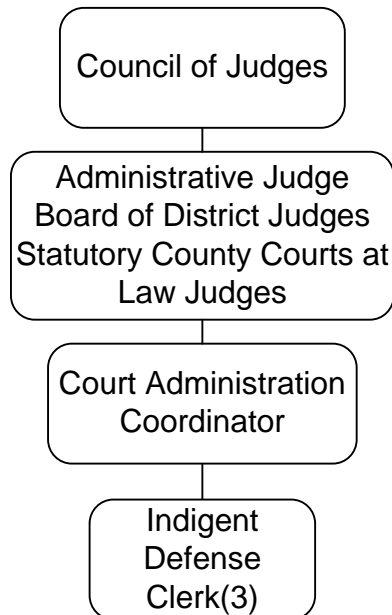 Council of Judges
Administrative Judge
Board of District Judges
Statutory County Courts at
Law Judges
Court Administration
Coordinator
Indigent
Defense
Clerk(3)